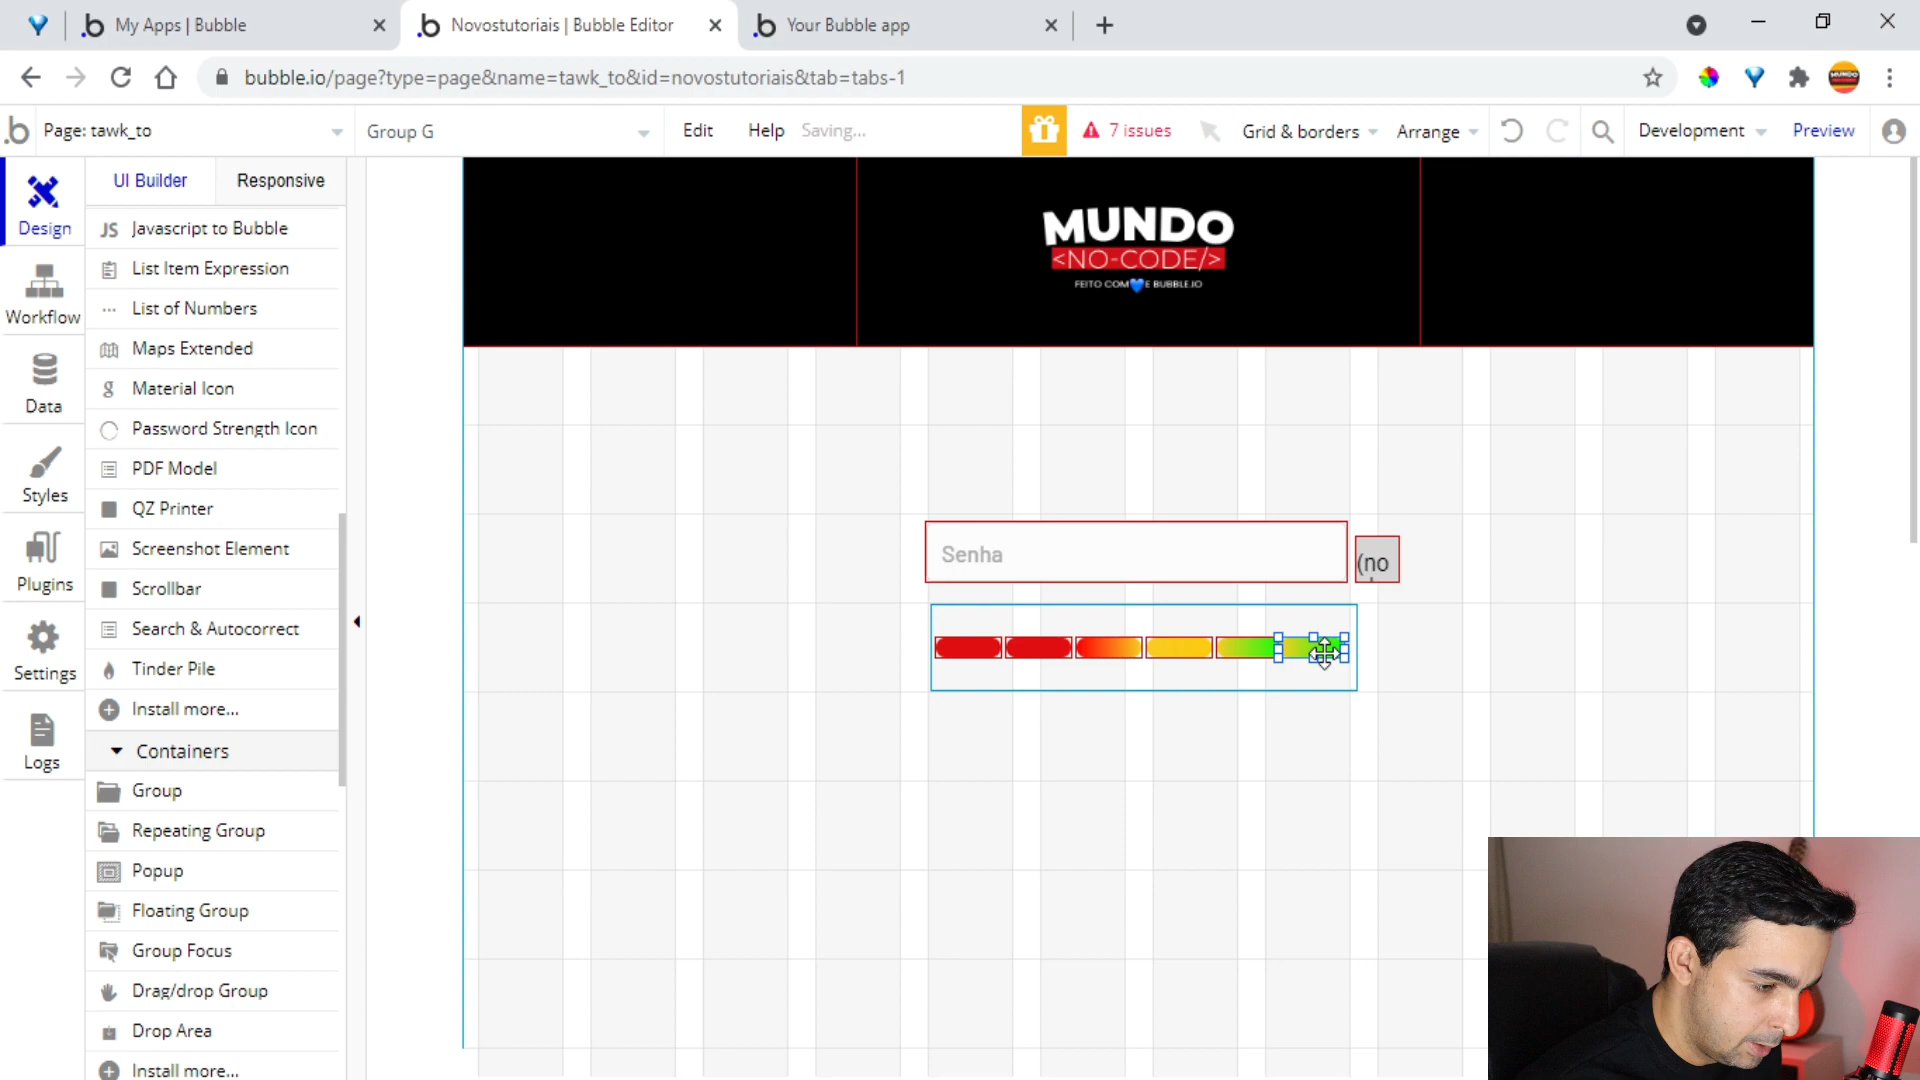 My Apps | Bubble
Novostutoriais | Bubble Editor
Your Bubble app
bubble.io/page?type=page&name=tawk_to&id=novostutoriais&tab=tabs-1
Page: tawk_to
Group G
Edit
Help
Saving...
7 issues
Grid & borders
Arrange
Development
Preview
Design
Workflow
Data
Styles
Plugins
Settings
Logs
UI Builder
Responsive
Javascript to Bubble
List Item Expression
List of Numbers
Maps Extended
Material Icon
Password Strength Icon
PDF Model
QZ Printer
Screenshot Element
Scrollbar
Search & Autocorrect
Tinder Pile
Install more...
Containers
Group
Repeating Group
Popup
Floating Group
Group Focus
Drag/drop Group
Drop Area
Install more...
MUNDO
<NO-CODE/>
FEITO COM💙E BUBBLE.IO
Senha
(no